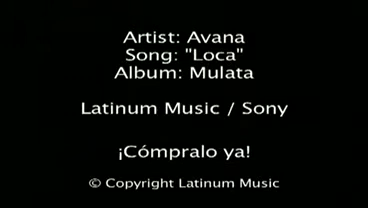 Artist: Avana
Song: "Loca"
Album: Mulata
Latinum Music / Sony
¡Cómpralo ya!
© Copyright Latinum Music